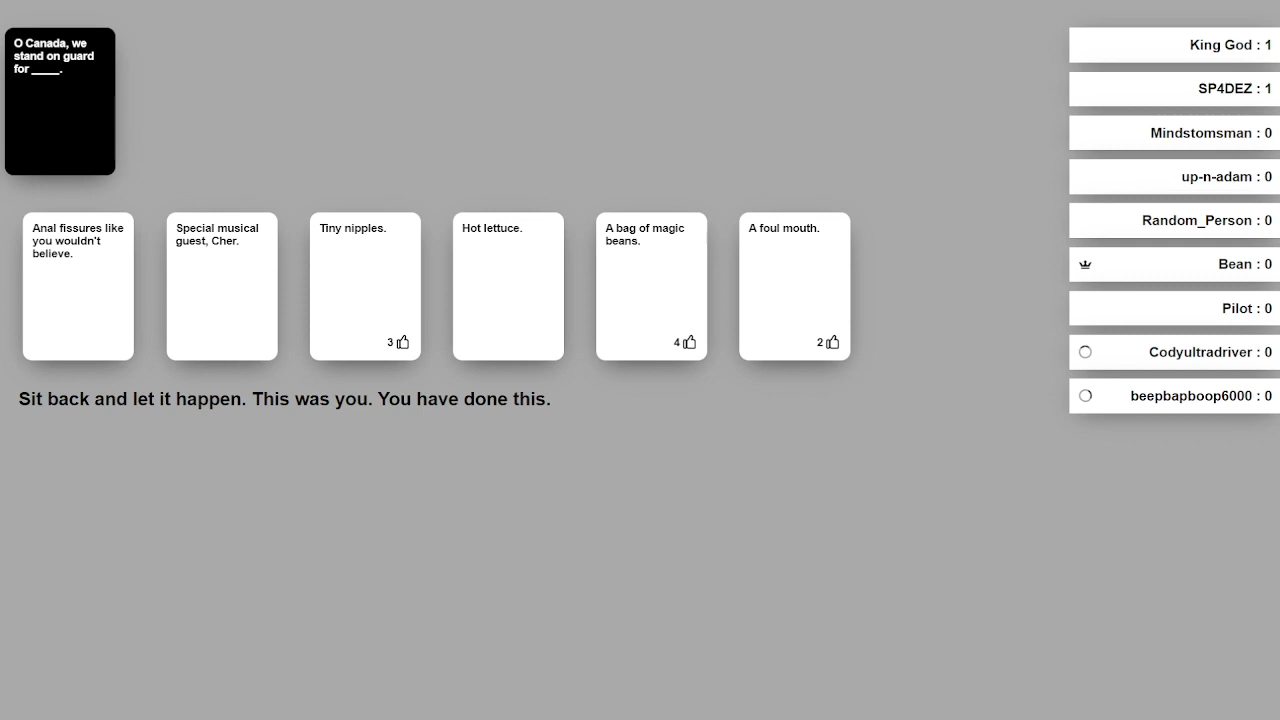 O Canada, we
stand on guard
for _____.
Anal fissures like
you wouldn't
believe.
Special musical
guest, Cher.
Tiny nipples.
3
Hot lettuce.
A bag of magic
beans.
4
A foul mouth.
2
Sit back and let it happen. This was you. You have done this.
King God : 1
SP4DEZ : 1
Mindstomsman : 0
up-n-adam : 0
Random_Person : 0
Bean : 0
Pilot : 0
Codyultradriver : 0
beepbapboop6000 : 0